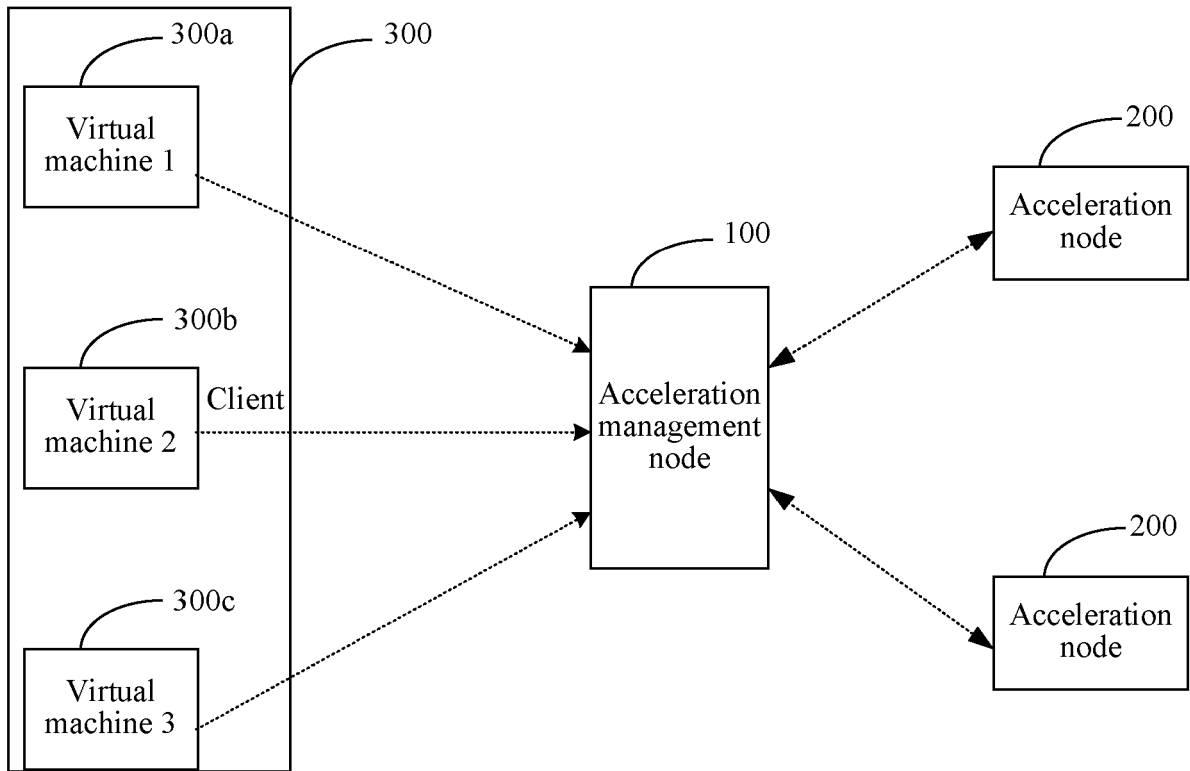 300a
300
Virtual
machine 1
200
Acceleration
node
100
300b
Virtual
machine 2
Client
Acceleration
management
node
200
Acceleration
node
300c
Virtual
machine 3